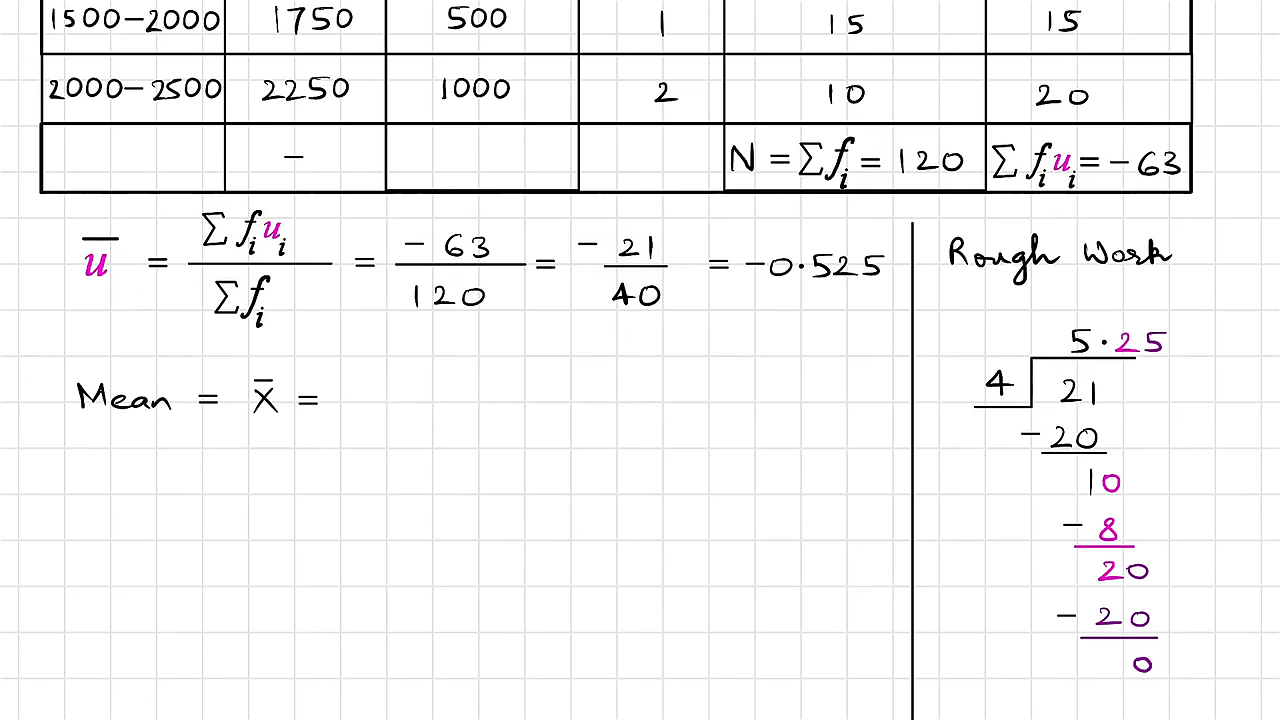 1500-2000 1750 500 1 15 15
2000-2500 2250 1000 2 10 20
- N = Σfᵢ = 120 Σfᵢuᵢ = -63
u̅ = Σfᵢuᵢ / Σfᵢ = -63/120 = -21/40 = -0.525
Mean = X̅ =
Rough Work
5.25
4 21
-20
10
-8
20
-20
0